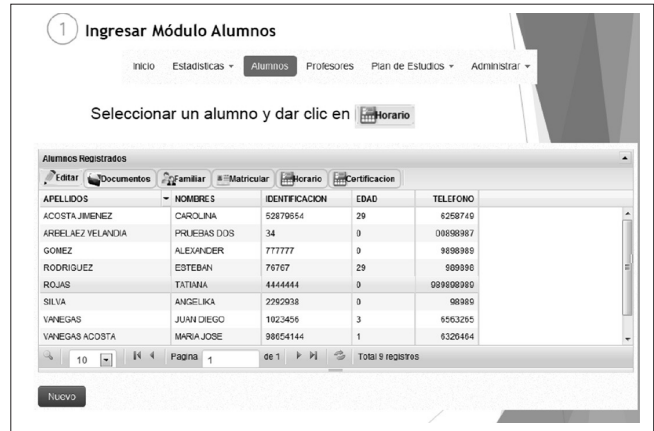 1 Ingresar Módulo Alumnos
Inicio Estadisticas Alumnos Profesores Plan de Estudios Administrar
Seleccionar un alumno y dar clic en Horario
Alumnos Registrados
Editar Documentos Familiar Matricular Horario Certificacion
APELLIDOS NOMBRES IDENTIFICACION EDAD TELEFONO
ACOSTA JIMENEZ CAROLINA 52879654 29 6258749
ARBELAEZ VELANDIA PRUEBAS DOS 34 0 00898987
GOMEZ ALEXANDER 777777 0 9898989
RODRIGUEZ ESTEBAN 76767 29 989898
ROJAS TATIANA 4444444 0 989898989
SILVA ANGELIKA 2292938 0 98989
VANEGAS JUAN DIEGO 1023456 3 6563265
VANEGAS ACOSTA MARIA JOSE 98654144 1 6326464
10 Pagina 1 de 1 Total 9 registros
Nuevo